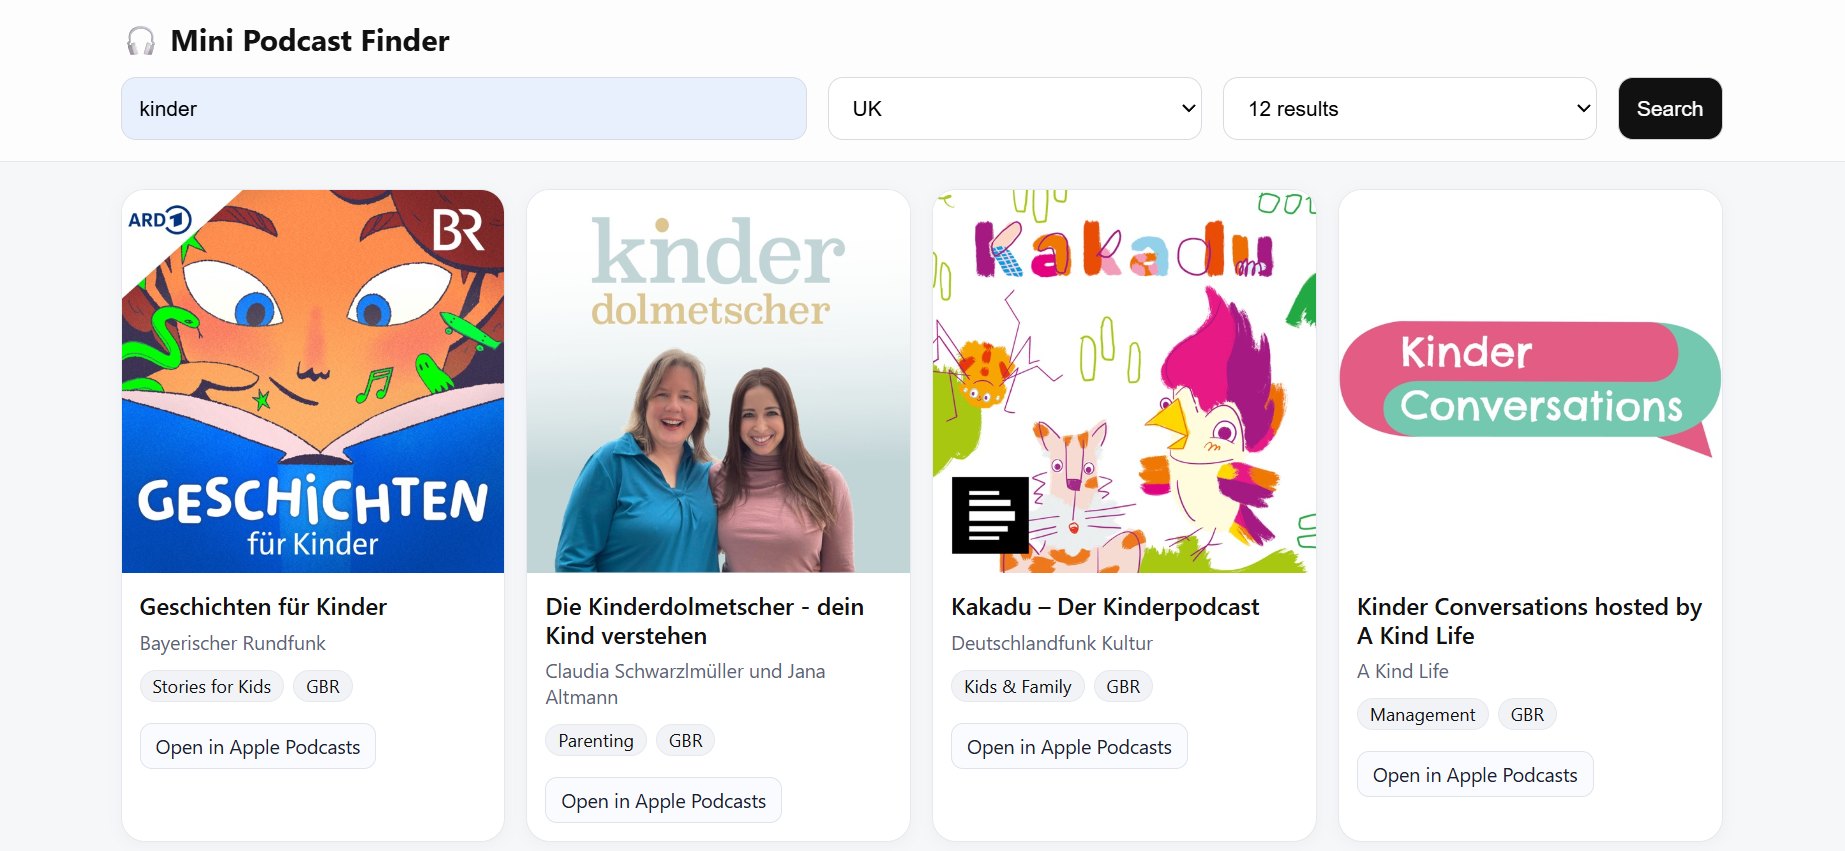 Mini Podcast Finder
kinder
UK
12 results
Search
ARD 1
BR
GESCHiCHTEN
für Kinder
Geschichten für Kinder
Bayerischer Rundfunk
Stories for Kids
GBR
Open in Apple Podcasts
kinder
dolmetscher
Die Kinderdolmetscher - dein
Kind verstehen
Claudia Schwarzlmüller und Jana
Altmann
Parenting
GBR
Open in Apple Podcasts
Kakadu
Kakadu – Der Kinderpodcast
Deutschlandfunk Kultur
Kids & Family
GBR
Open in Apple Podcasts
Kinder
Conversations
Kinder Conversations hosted by
A Kind Life
A Kind Life
Management
GBR
Open in Apple Podcasts